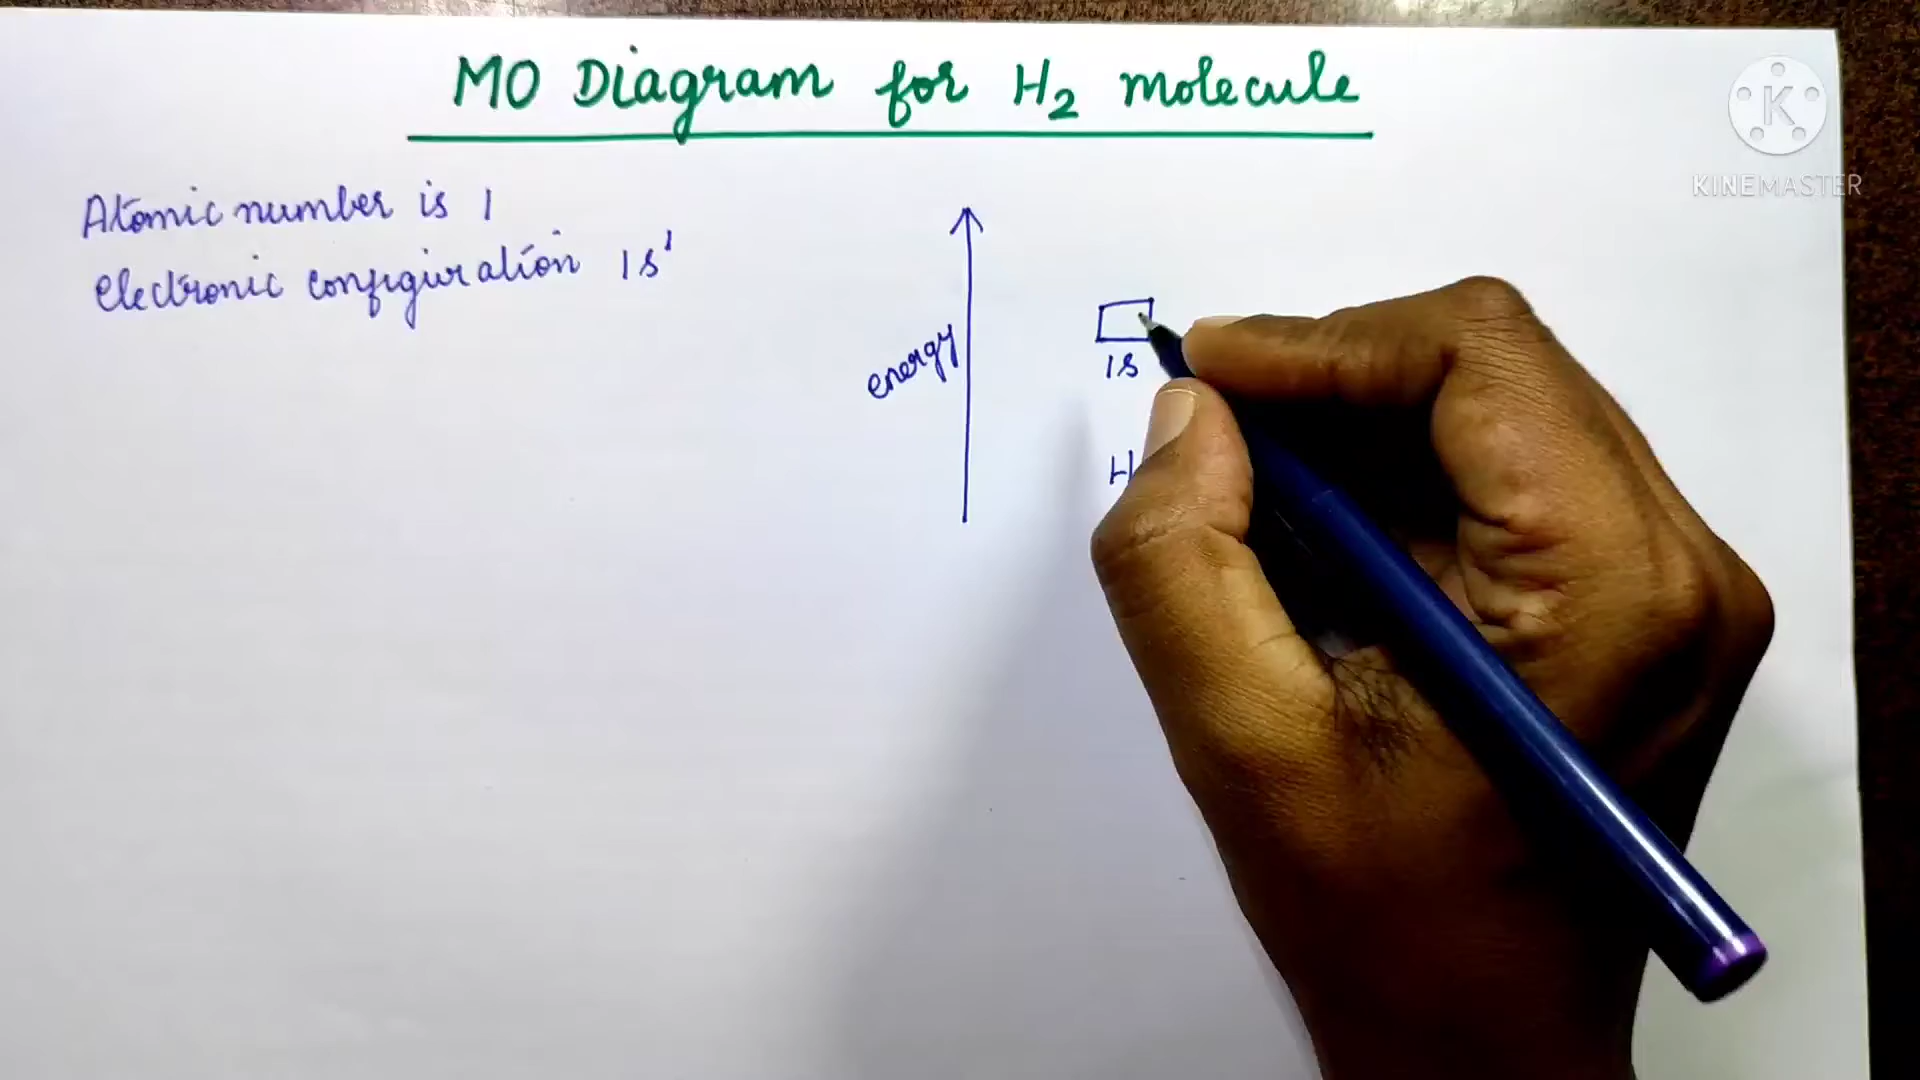 MO Diagram for H₂ molecule
K
KINEMASTER
Atomic number is 1
Electronic configuration 1s¹
energy
1s
H